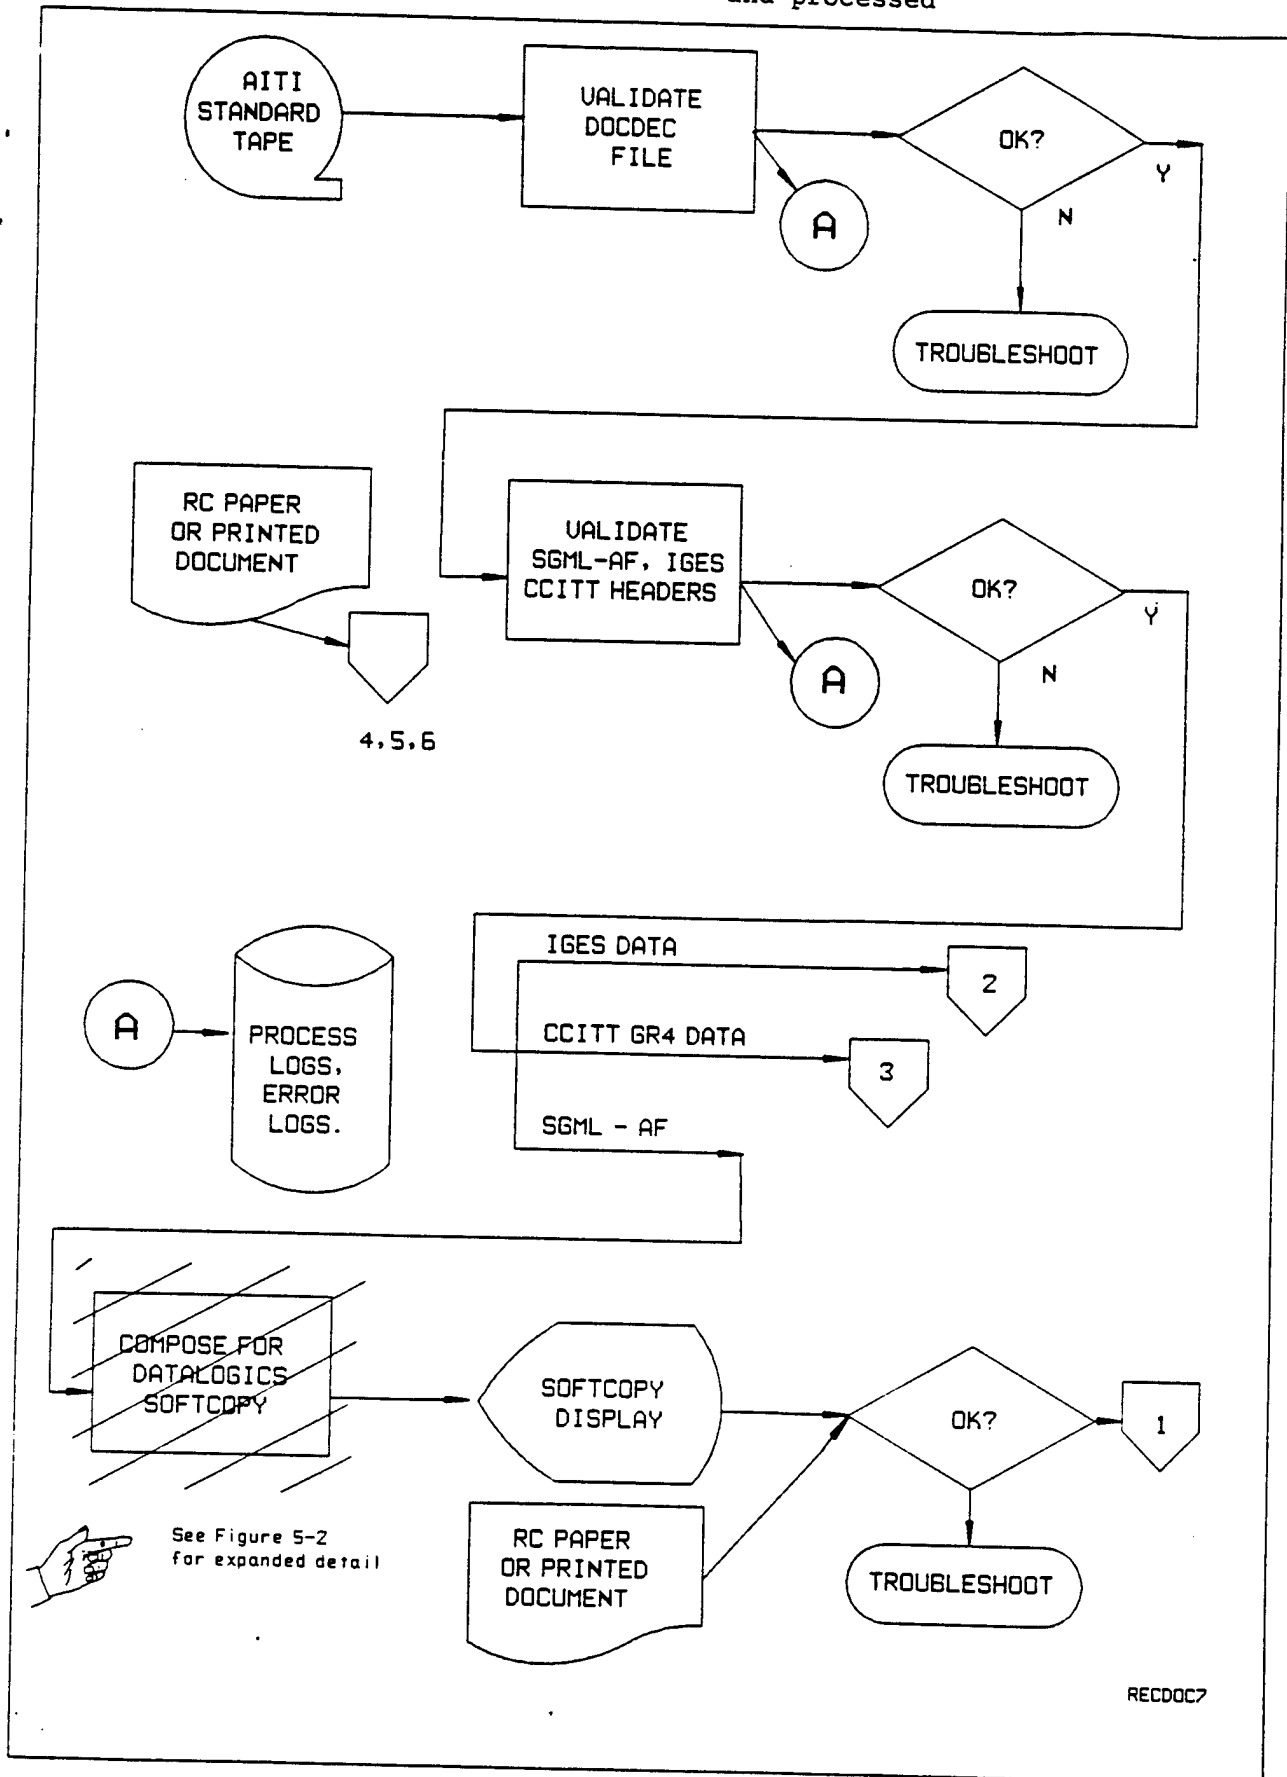 and processed
AITI
STANDARD
TAPE
VALIDATE
DOCDEC
FILE
OK?
Y
A
N
TROUBLESHOOT
RC PAPER
OR PRINTED
DOCUMENT
4,5,6
VALIDATE
SGML-AF, IGES
CCITT HEADERS
OK?
Y
A
N
TROUBLESHOOT
IGES DATA
2
A
PROCESS
LOGS,
ERROR
LOGS.
CCITT GR4 DATA
3
SGML - AF
COMPOSE FOR
DATALOGICS
SOFTCOPY
SOFTCOPY
DISPLAY
OK?
1
See Figure 5-2
for expanded detail
RC PAPER
OR PRINTED
DOCUMENT
TROUBLESHOOT
RECDOC7